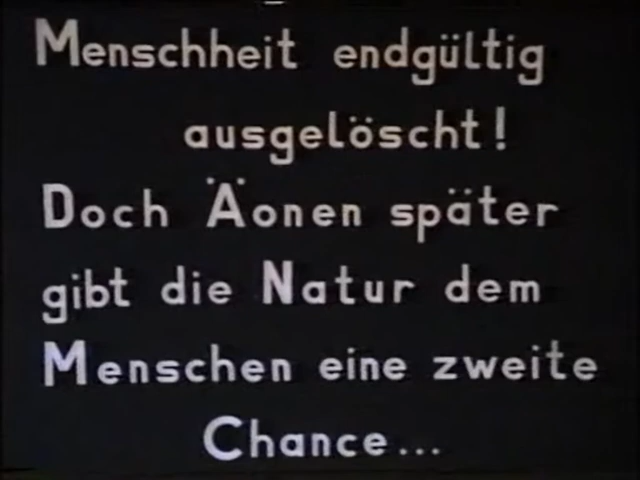 Menschheit endgültig
ausgelöscht!
Doch Äonen später
gibt die Natur dem
Menschen eine zweite
Chance...